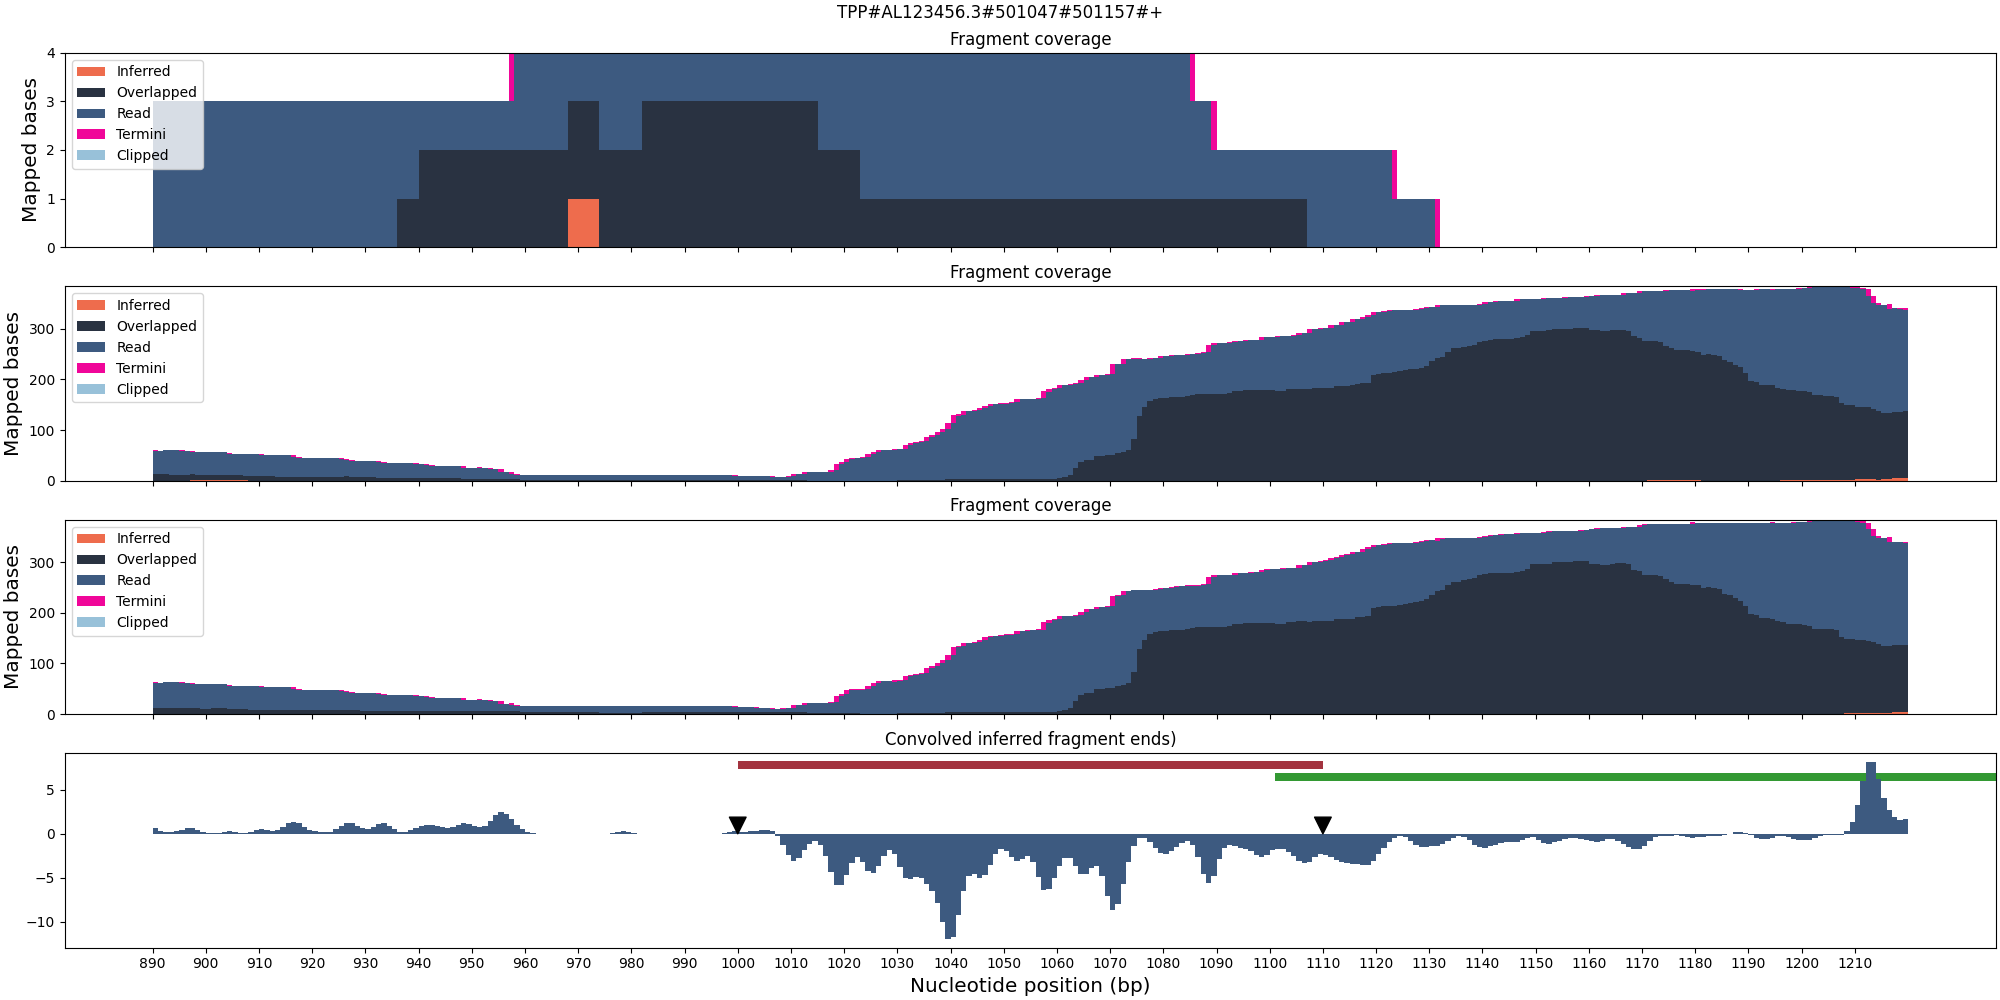 TPP#AL123456.3#501047#501157#+
Fragment coverage
Mapped bases
4
3
2
1
0
Inferred
Overlapped
Read
Termini
Clipped
Fragment coverage
Mapped bases
300
200
100
0
Inferred
Overlapped
Read
Termini
Clipped
Fragment coverage
Mapped bases
300
200
100
0
Inferred
Overlapped
Read
Termini
Clipped
Convolved inferred fragment ends)
5
0
−5
−10
890 900 910 920 930 940 950 960 970 980 990 1000 1010 1020 1030 1040 1050 1060 1070 1080 1090 1100 1110 1120 1130 1140 1150 1160 1170 1180 1190 1200 1210
Nucleotide position (bp)